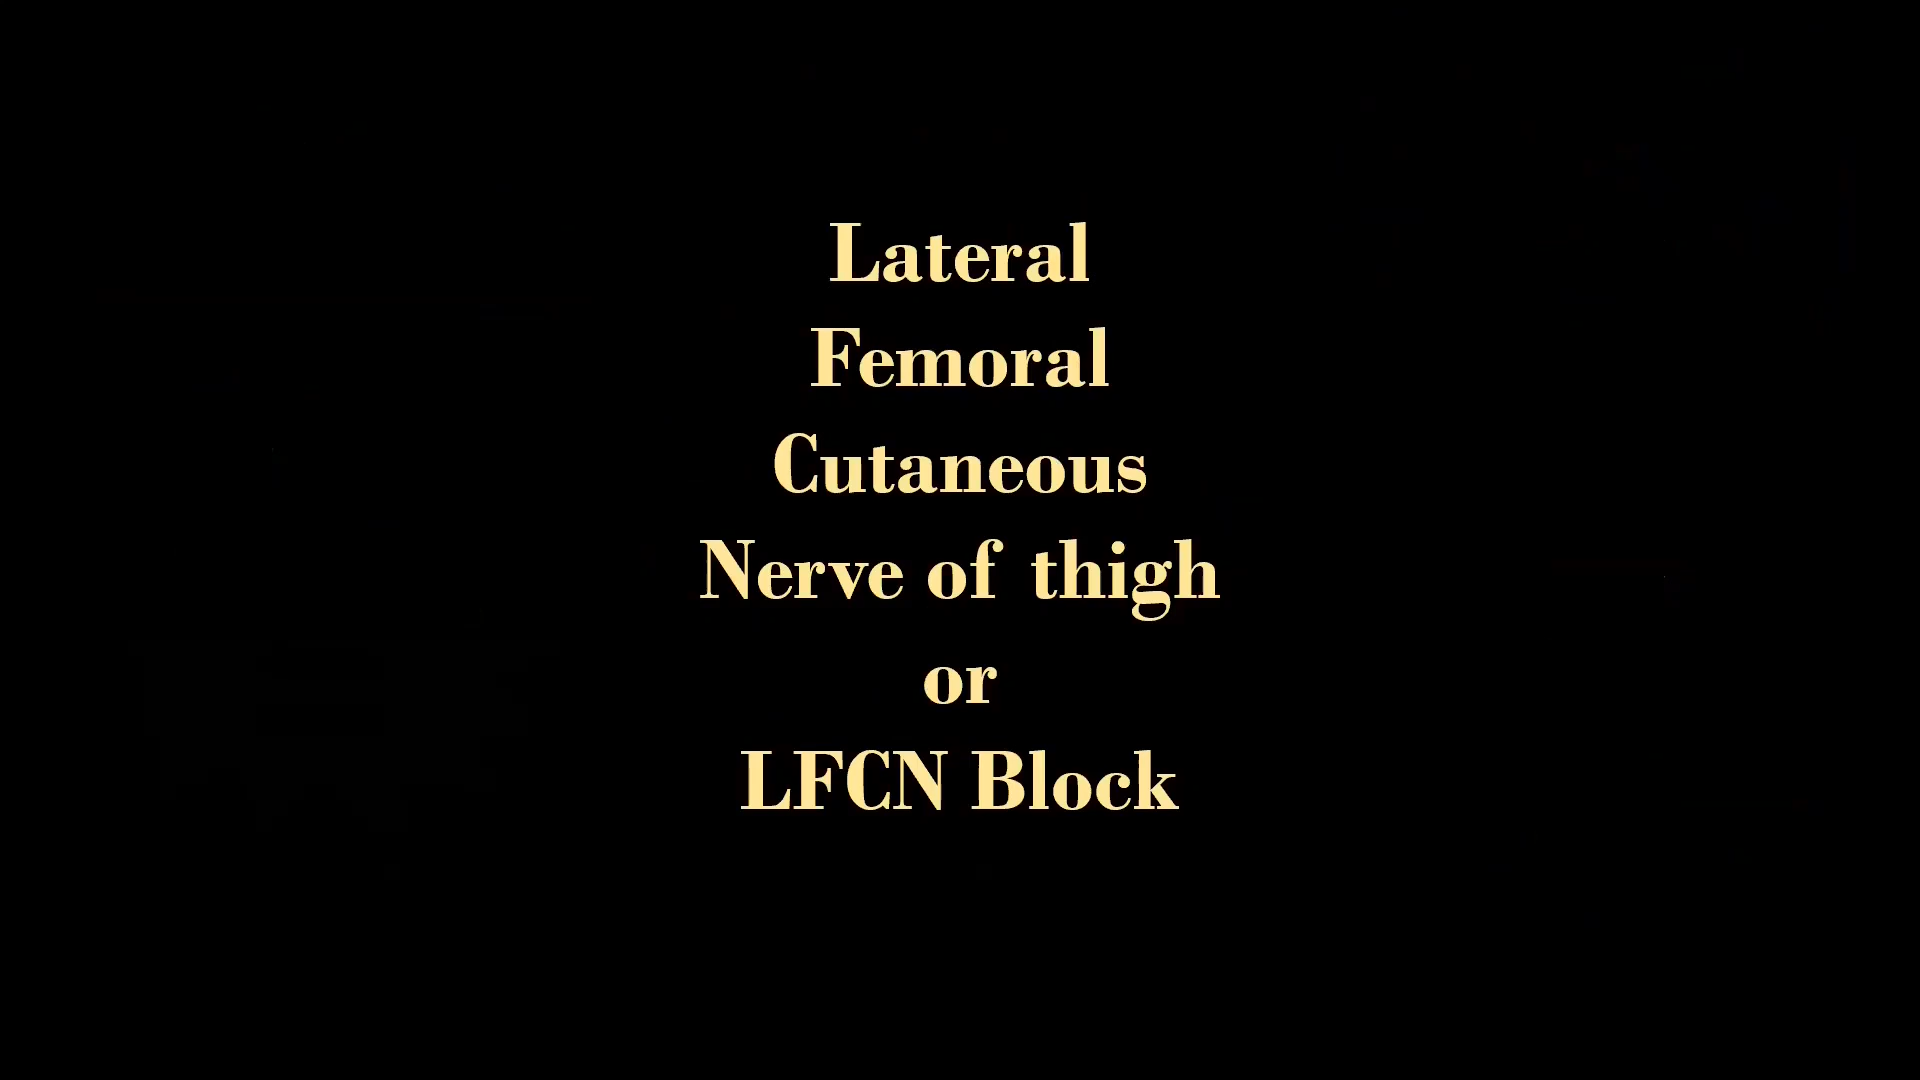 Lateral
Femoral
Cutaneous
Nerve of thigh
or
LFCN Block